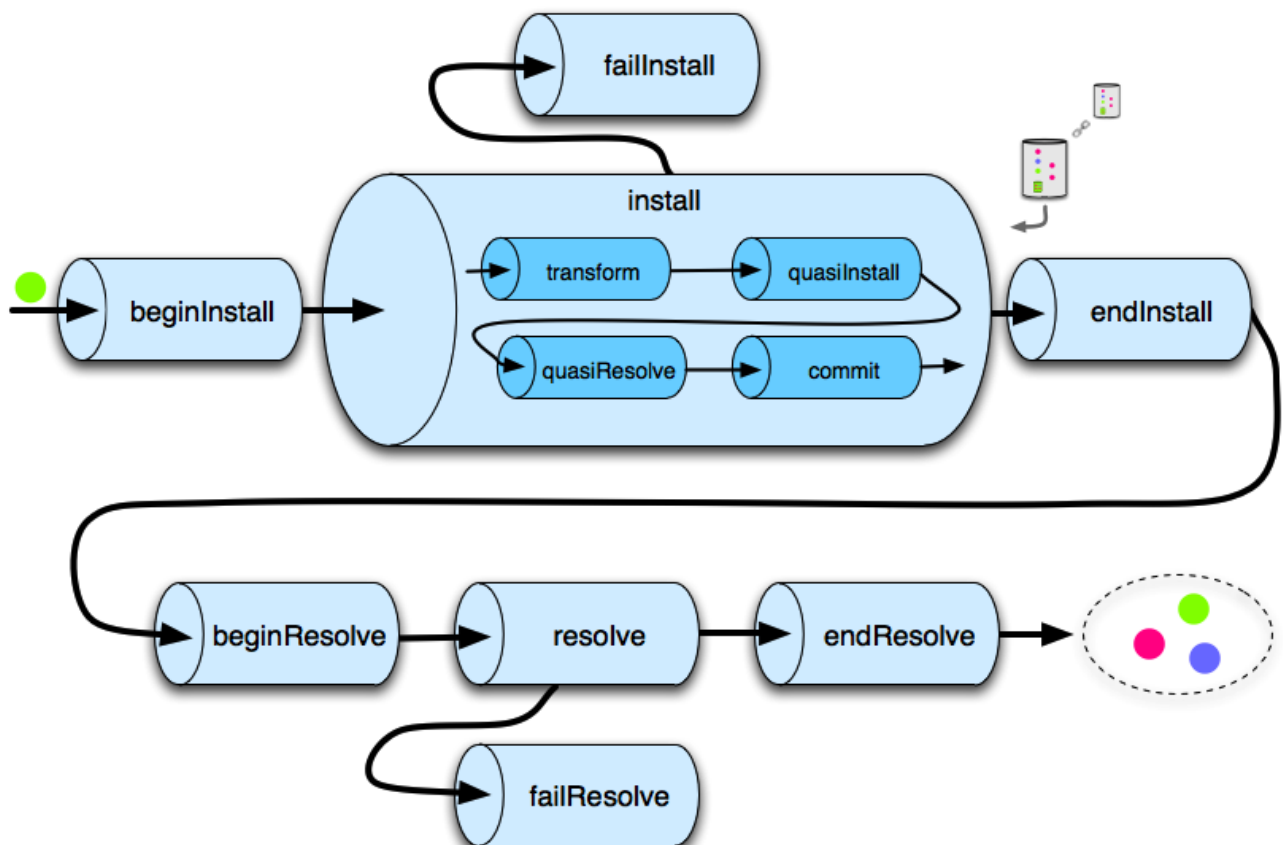 failInstall
install
transform
quasiInstall
beginInstall
endInstall
quasiResolve
commit
beginResolve
resolve
endResolve
failResolve